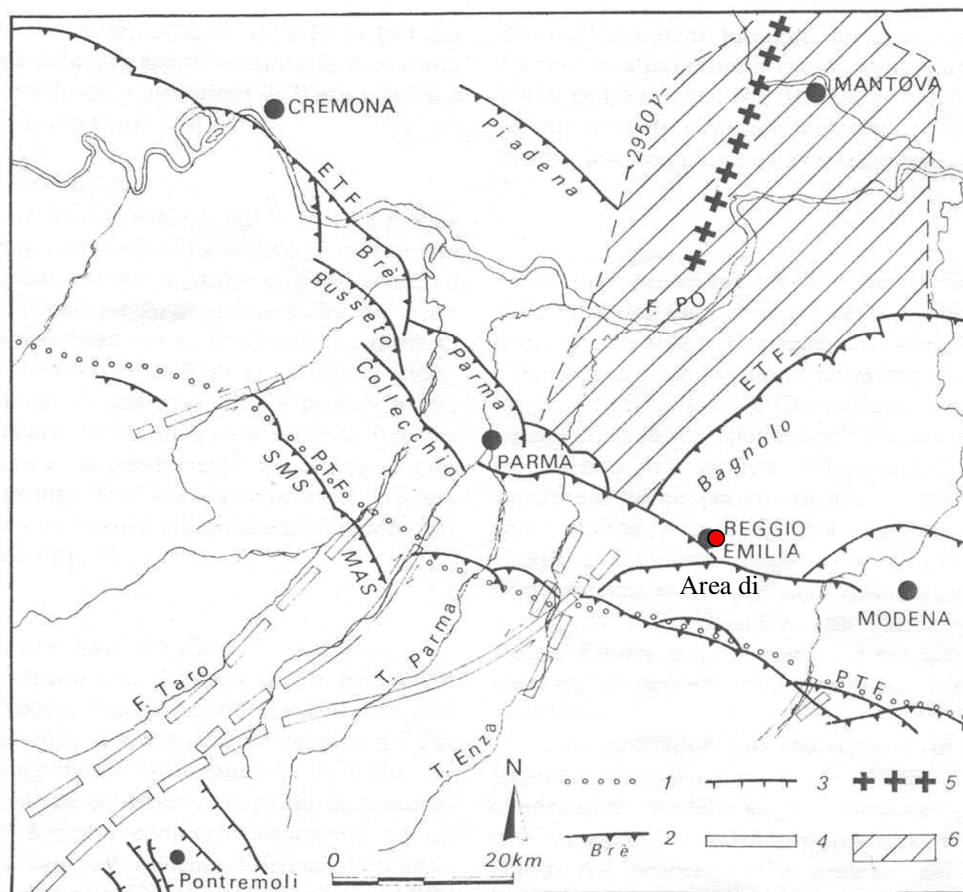 CREMONA
MANTOVA
Piadena
~2950 v.
ETF
Brè
Busseto
F. PO
Parma
Collecchio
ETF
Bagnolo
PARMA
PTF
SMS
MAS
REGGIO
EMILIA
Area di
MODENA
F. Taro
T. Parma
T. Enza
PTF
N
0 20km
Pontremoli
1
3
5
2
Brè
4
6